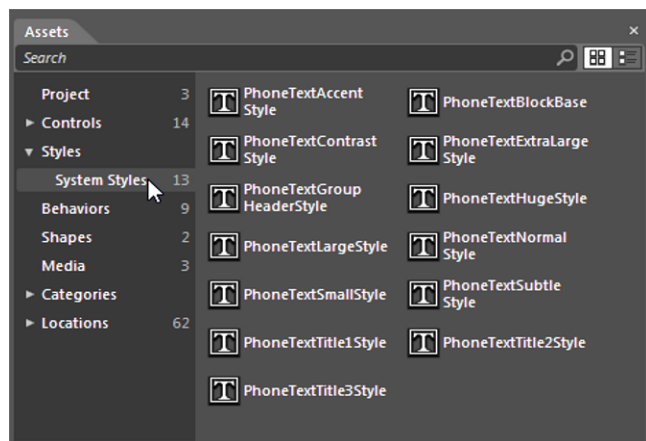 Assets
Search
Project 3
Controls 14
Styles
System Styles 13
Behaviors 9
Shapes 2
Media 3
Categories
Locations 62
PhoneTextAccent
Style
PhoneTextBlockBase
PhoneTextContrast
Style
PhoneTextExtraLarge
Style
PhoneTextGroup
HeaderStyle
PhoneTextHugeStyle
PhoneTextLargeStyle
PhoneTextNormal
Style
PhoneTextSmallStyle
PhoneTextSubtle
Style
PhoneTextTitle1Style
PhoneTextTitle2Style
PhoneTextTitle3Style